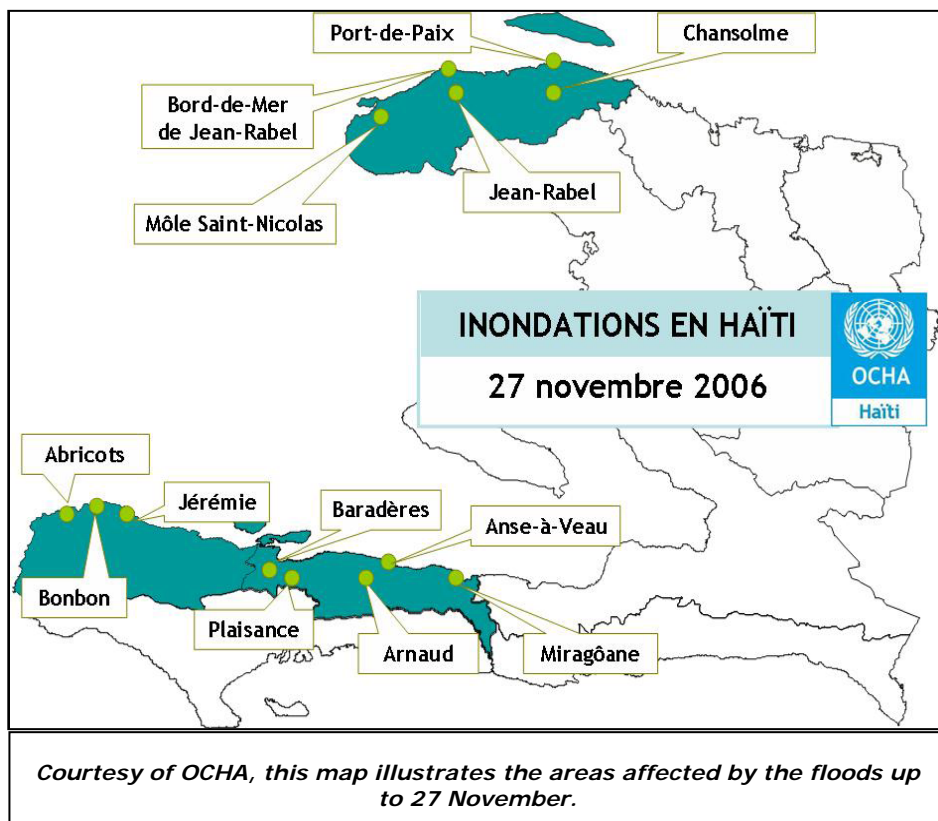 Port-de-Paix
Chansolme
Bord-de-Mer
de Jean-Rabel
Jean-Rabel
Môle Saint-Nicolas
INONDATIONS EN HAÏTI
27 novembre 2006
OCHA
Haïti
Abricots
Jérémie
Baradères
Anse-à-Veau
Bonbon
Plaisance
Arnaud
Miragôane
Courtesy of OCHA, this map illustrates the areas affected by the floods up
to 27 November.